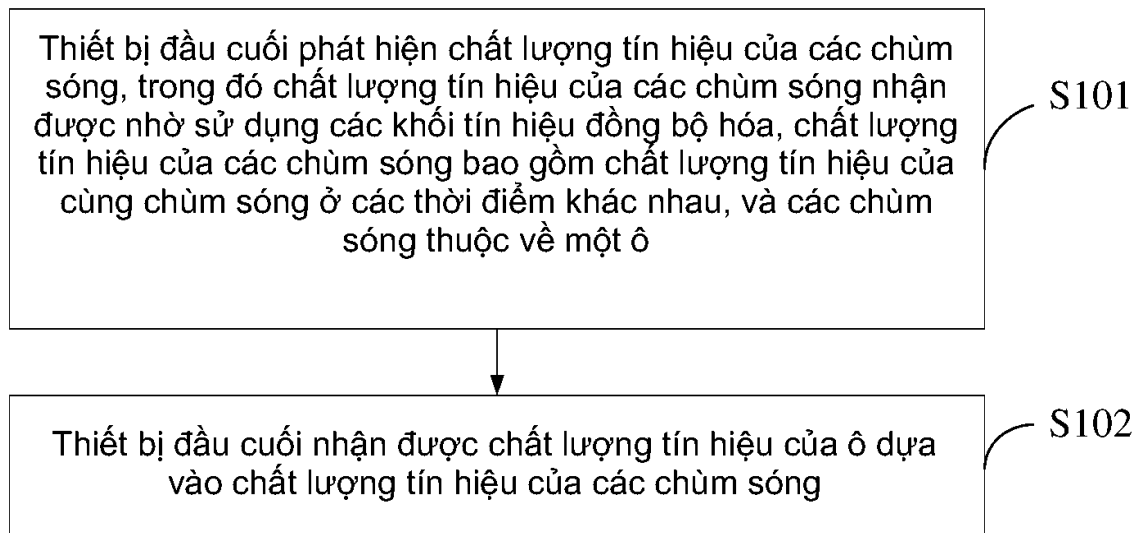 Thiết bị đầu cuối phát hiện chất lượng tín hiệu của các chùm
sóng, trong đó chất lượng tín hiệu của các chùm sóng nhận
được nhờ sử dụng các khối tín hiệu đồng bộ hóa, chất lượng
tín hiệu của các chùm sóng bao gồm chất lượng tín hiệu của
cùng chùm sóng ở các thời điểm khác nhau, và các chùm
sóng thuộc về một ô
S101
Thiết bị đầu cuối nhận được chất lượng tín hiệu của ô dựa
vào chất lượng tín hiệu của các chùm sóng
S102